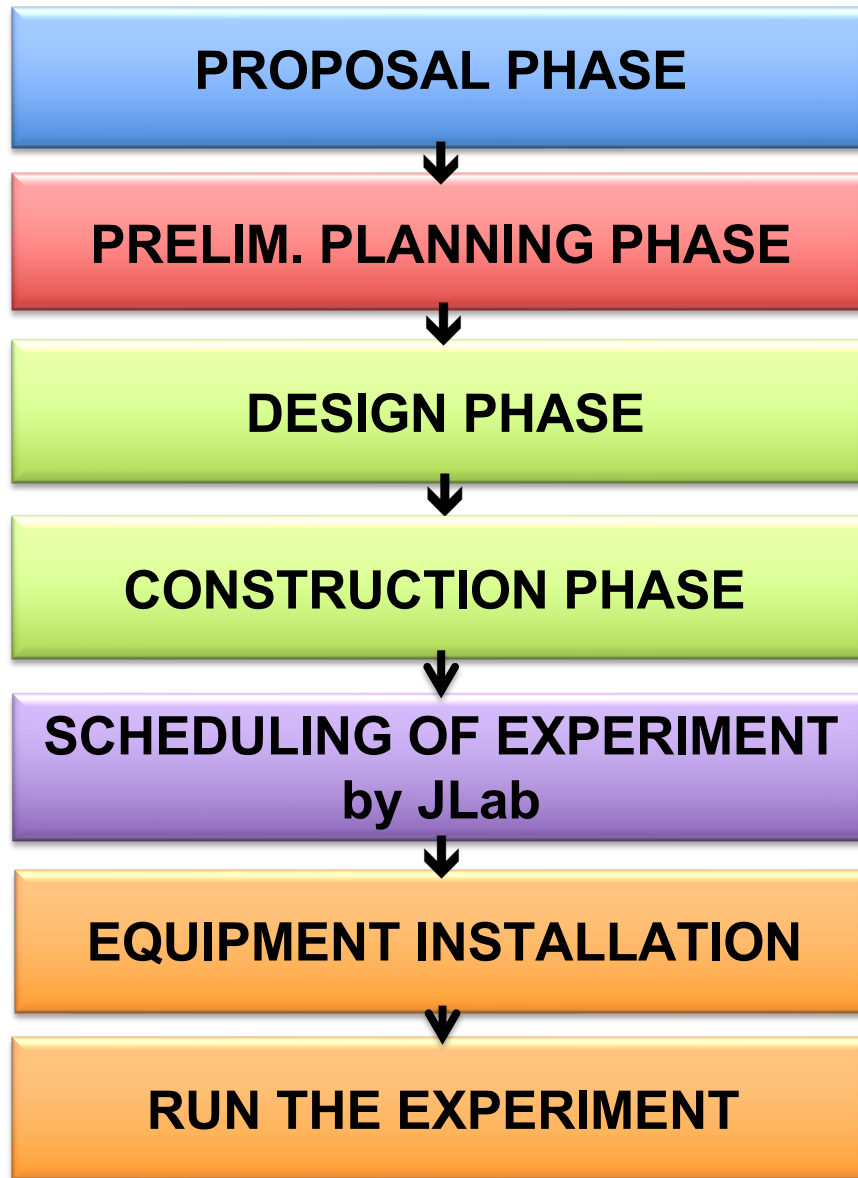 PROPOSAL PHASE
PRELIM. PLANNING PHASE
DESIGN PHASE
CONSTRUCTION PHASE
SCHEDULING OF EXPERIMENT
by JLab
EQUIPMENT INSTALLATION
RUN THE EXPERIMENT